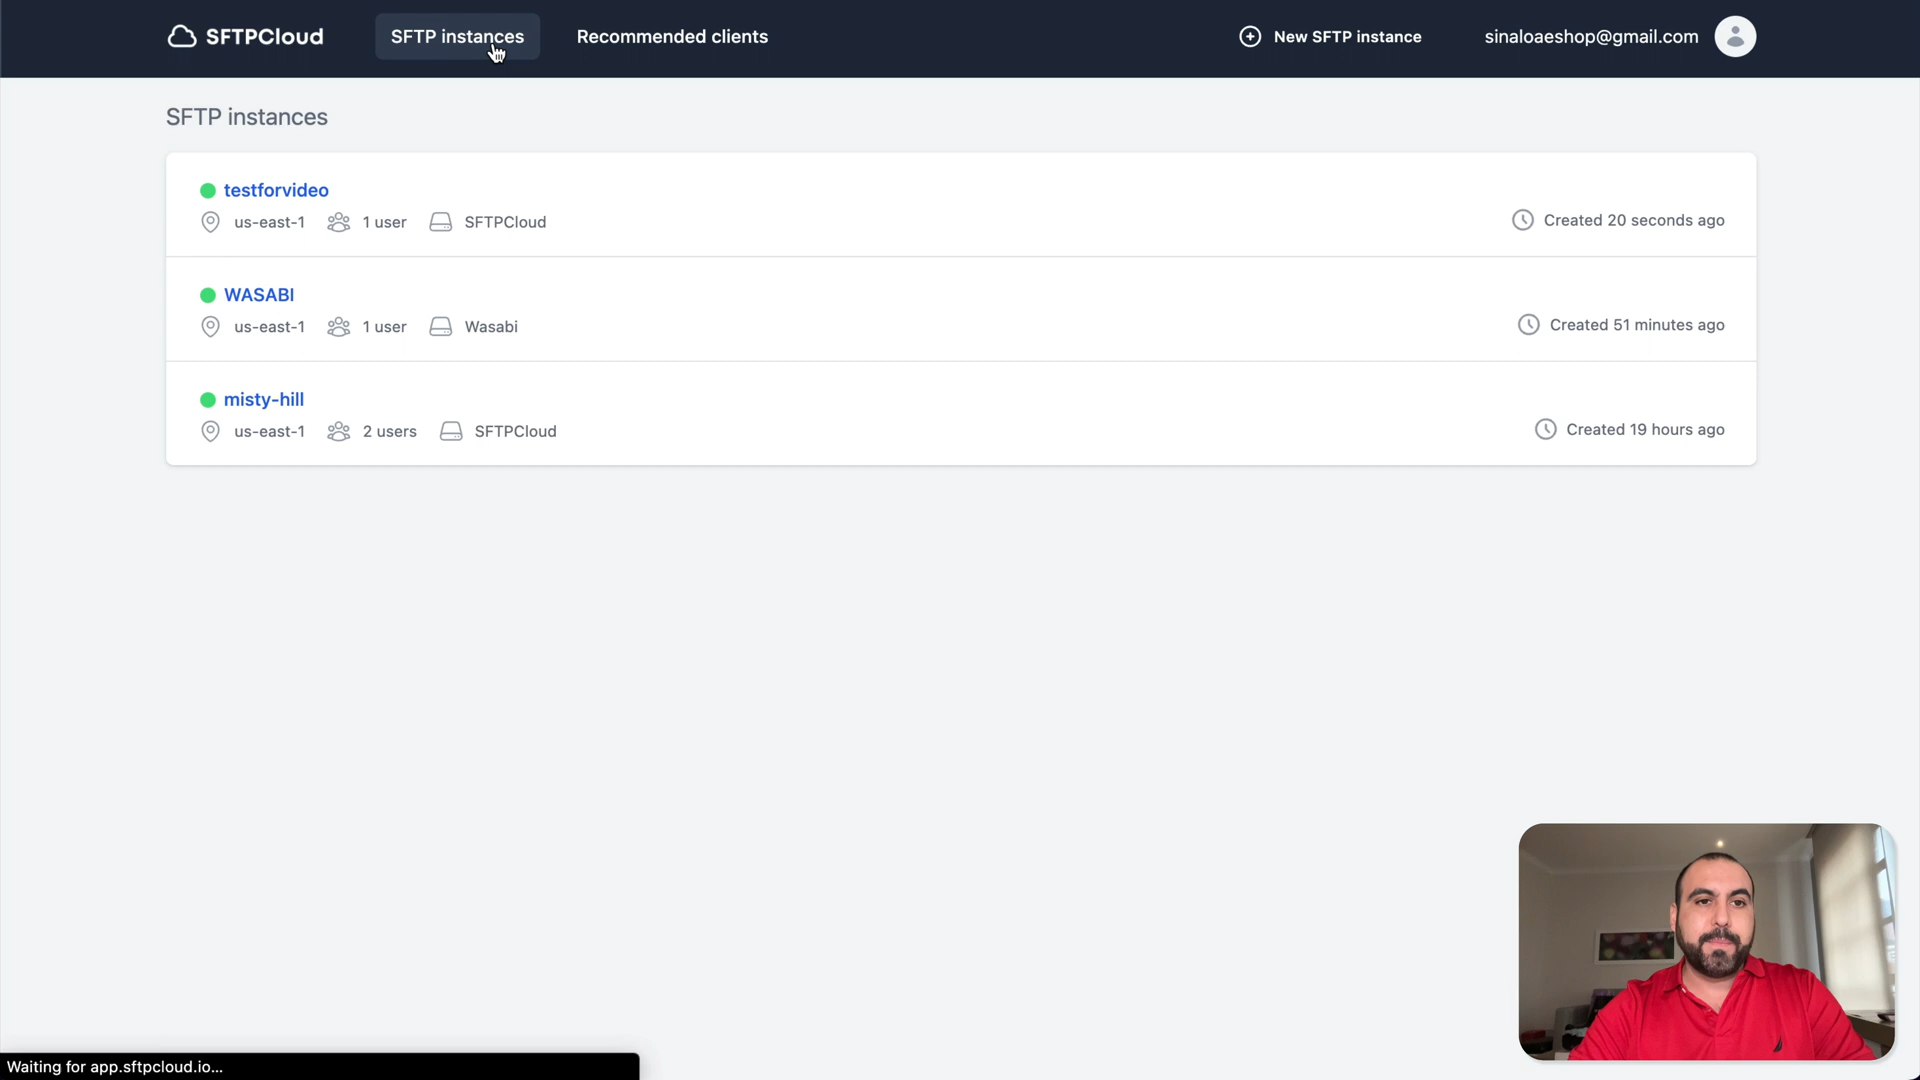 SFTPCloud SFTP instances Recommended clients New SFTP instance sinaloaeshop@gmail.com
SFTP instances
testforvideo
us-east-1 1 user SFTPCloud Created 20 seconds ago
WASABI
us-east-1 1 user Wasabi Created 51 minutes ago
misty-hill
us-east-1 2 users SFTPCloud Created 19 hours ago
Waiting for app.sftpcloud.io...